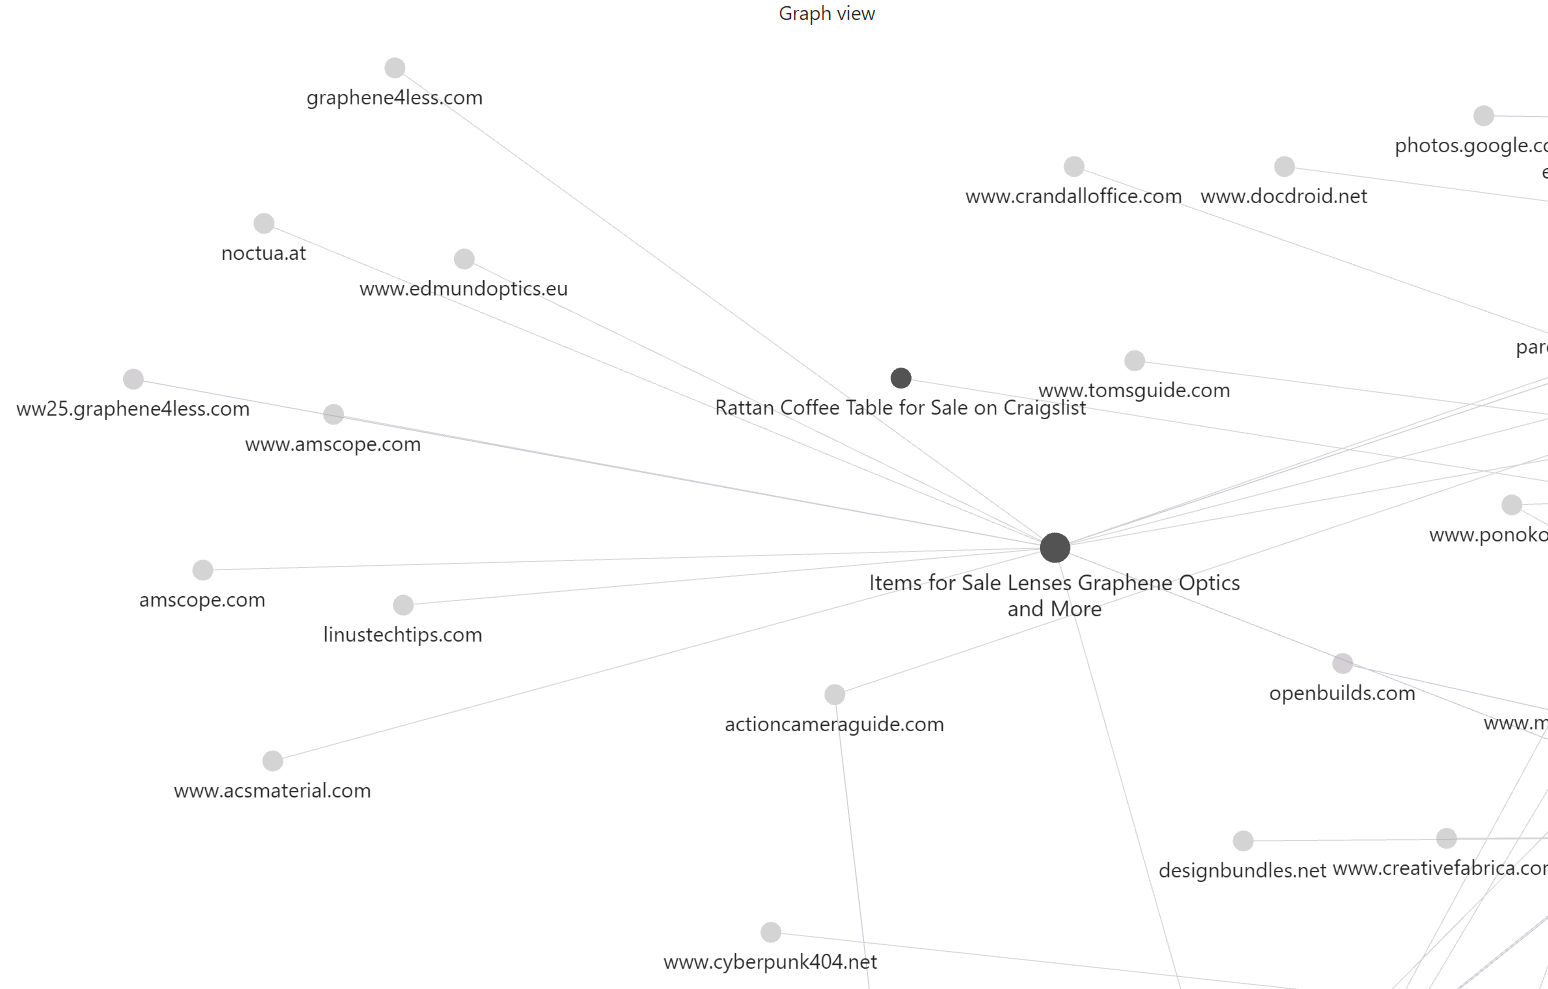 Graph view
graphene4less.com
photos.google.co
e
www.crandalloffice.com
www.docdroid.net
noctua.at
www.edmundoptics.eu
pare
www.tomsguide.com
Rattan Coffee Table for Sale on Craigslist
ww25.graphene4less.com
www.amscope.com
www.ponoko
Items for Sale Lenses Graphene Optics
and More
amscope.com
linustechtips.com
openbuilds.com
actioncameraguide.com
www.m
www.acsmaterial.com
designbundles.net
www.creativefabrica.com
www.cyberpunk404.net